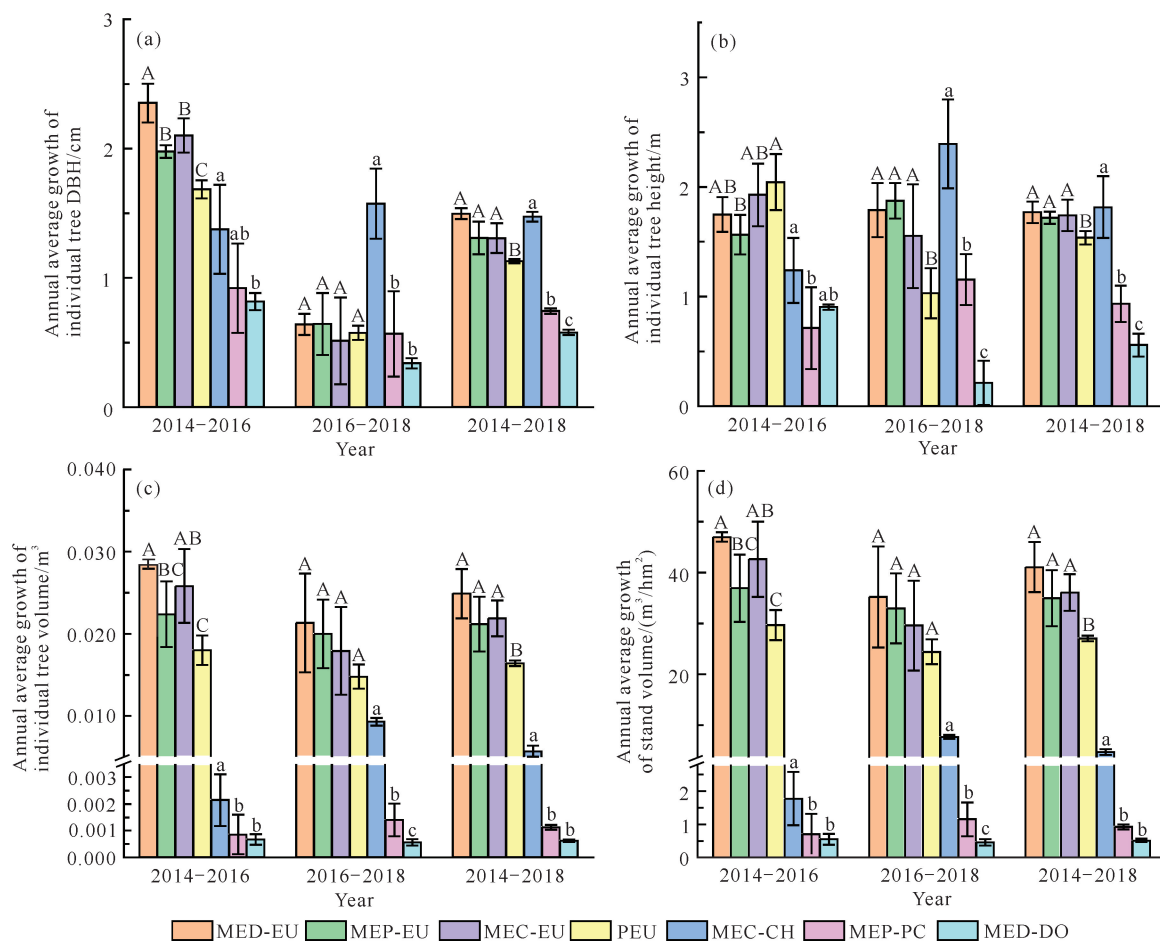 (a)
Annual average growth of
individual tree DBH/cm
3
2
1
0
A
B
B
C
a
ab
b
A
A
A
A
a
b
b
A
A
A
B
a
b
c
2014-2016
2016-2018
2014-2018
Year
(b)
Annual average growth of
individual tree height/m
3
2
1
0
AB
B
AB
A
a
b
ab
A
A
A
B
a
b
c
A
A
A
B
a
b
c
2014-2016
2016-2018
2014-2018
Year
(c)
Annual average growth of
individual tree volume/m³
0.040
0.030
0.020
0.010
0.003
0.002
0.001
0.000
A
BC
AB
C
a
b
b
A
A
A
A
a
b
c
A
A
A
B
a
b
b
2014-2016
2016-2018
2014-2018
Year
(d)
Annual average growth
of stand volume/(m³/hm²)
60
40
20
2
1
0
A
BC
AB
C
a
b
b
A
A
A
A
a
b
c
A
A
A
B
a
b
b
2014-2016
2016-2018
2014-2018
Year
MED-EU MEP-EU MEC-EU PEU MEC-CH MEP-PC MED-DO